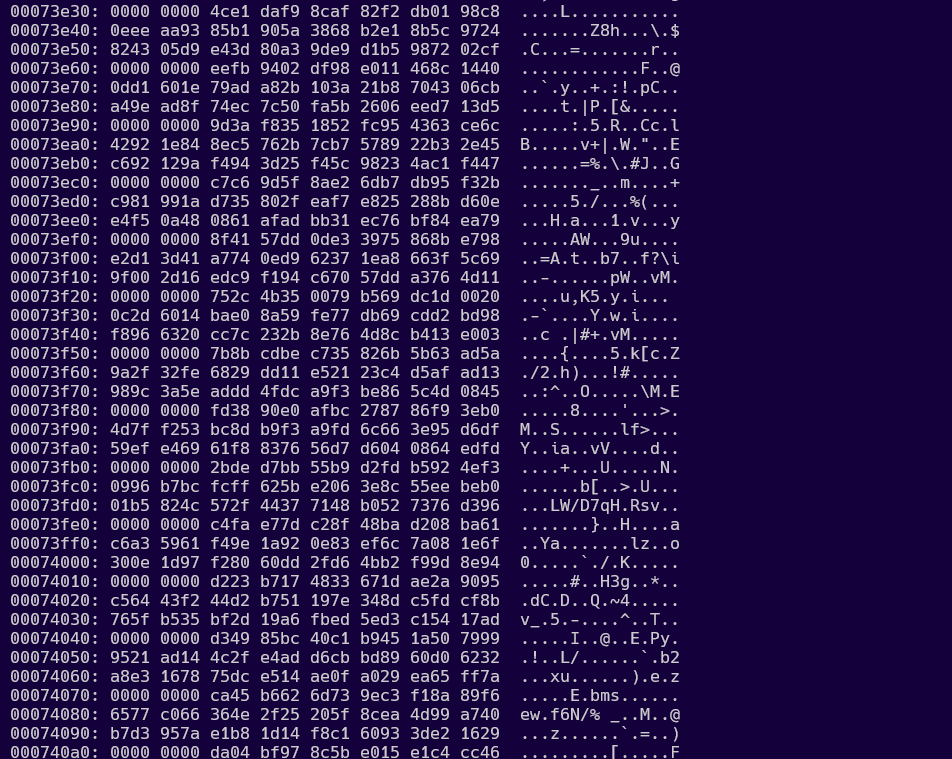 00073e30: 0000 0000 4ce1 daf9 8caf 82f2 db01 98c8  ....L...........
00073e40: 0eee aa93 85b1 905a 3868 b2e1 8b5c 9724  .......Z8h...\.$
00073e50: 8243 05d9 e43d 80a3 9de9 d1b5 9872 02cf  .C...=.......r..
00073e60: 0000 0000 eefb 9402 df98 e011 468c 1440  ............F..@
00073e70: 0dd1 601e 79ad a82b 103a 21b8 7043 06cb  ..`.y..+.:!.pC..
00073e80: a49e ad8f 74ec 7c50 fa5b 2606 eed7 13d5  ....t.|P.[&.....
00073e90: 0000 0000 9d3a f835 1852 fc95 4363 ce6c  .....:.5.R..Cc.l
00073ea0: 4292 1e84 8ec5 762b 7cb7 5789 22b3 2e45  B.....v+|.W."..E
00073eb0: c692 129a f494 3d25 f45c 9823 4ac1 f447  ......=%.\.#J..G
00073ec0: 0000 0000 c7c6 9d5f 8ae2 6db7 db95 f32b  ......._..m....+
00073ed0: c981 991a d735 802f eaf7 e825 288b d60e  .....5./...%(...
00073ee0: e4f5 0a48 0861 afad bb31 ec76 bf84 ea79  ...H.a...1.v...y
00073ef0: 0000 0000 8f41 57dd 0de3 3975 868b e798  .....AW...9u....
00073f00: e2d1 3d41 a774 0ed9 6237 1ea8 663f 5c69  ..=A.t..b7..f?\i
00073f10: 9f00 2d16 edc9 f194 c670 57dd a376 4d11  ..-......pW..vM.
00073f20: 0000 0000 752c 4b35 0079 b569 dc1d 0020  ....u,K5.y.i...
00073f30: 0c2d 6014 bae0 8a59 fe77 db69 cdd2 bd98  .-`....Y.w.i....
00073f40: f896 6320 cc7c 232b 8e76 4d8c b413 e003  ..c .|#+.vM.....
00073f50: 0000 0000 7b8b cdbe c735 826b 5b63 ad5a  ....{....5.k[c.Z
00073f60: 9a2f 32fe 6829 dd11 e521 23c4 d5af ad13  ./2.h)...!#.....
00073f70: 989c 3a5e addd 4fdc a9f3 be86 5c4d 0845  ..:^..O.....\M.E
00073f80: 0000 0000 fd38 90e0 afbc 2787 86f9 3eb0  .....8....'...>.
00073f90: 4d7f f253 bc8d b9f3 a9fd 6c66 3e95 d6df  M..S......lf>...
00073fa0: 59ef e469 61f8 8376 56d7 d604 0864 edfd  Y..ia..vV....d..
00073fb0: 0000 0000 2bde d7bb 55b9 d2fd b592 4ef3  ....+...U.....N.
00073fc0: 0996 b7bc fcff 625b e206 3e8c 55ee beb0  ......b[..>.U...
00073fd0: 01b5 824c 572f 4437 7148 b052 7376 d396  ...LW/D7qH.Rsv..
00073fe0: 0000 0000 c4fa e77d c28f 48ba d208 ba61  .......}..H....a
00073ff0: c6a3 5961 f49e 1a92 0e83 ef6c 7a08 1e6f  ..Ya.......lz..o
00074000: 300e 1d97 f280 60dd 2fd6 4bb2 f99d 8e94  0.....`./.K.....
00074010: 0000 0000 d223 b717 4833 671d ae2a 9095  .....#..H3g..*..
00074020: c564 43f2 44d2 b751 197e 348d c5fd cf8b  .dC.D..Q.~4.....
00074030: 765f b535 bf2d 19a6 fbed 5ed3 c154 17ad  v_.5.-....^..T..
00074040: 0000 0000 d349 85bc 40c1 b945 1a50 7999  .....I..@..E.Py.
00074050: 9521 ad14 4c2f e4ad d6cb bd89 60d0 6232  .!..L/......`.b2
00074060: a8e3 1678 75dc e514 ae0f a029 ea65 ff7a  ...xu......).e.z
00074070: 0000 0000 ca45 b662 6d73 9ec3 f18a 89f6  .....E.bms......
00074080: 6577 c066 364e 2f25 205f 8cea 4d99 a740  ew.f6N/% _..M..@
00074090: b7d3 957a e1b8 1d14 f8c1 6093 3de2 1629  ...z......`.=..)
000740a0: 0000 0000 da04 bf97 8c5b e015 e1c4 cc46  .........[.....F